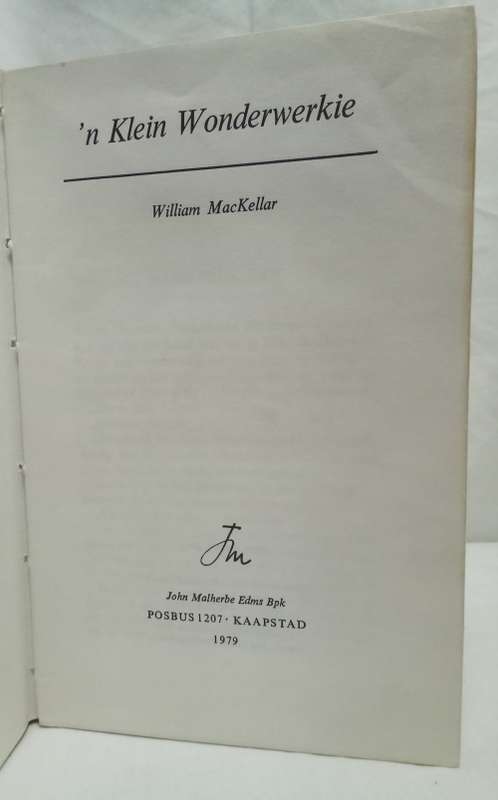 'n Klein Wonderwerkie
William MacKellar
Jm
John Malherbe Edms Bpk
POSBUS 1207 · KAAPSTAD
1979